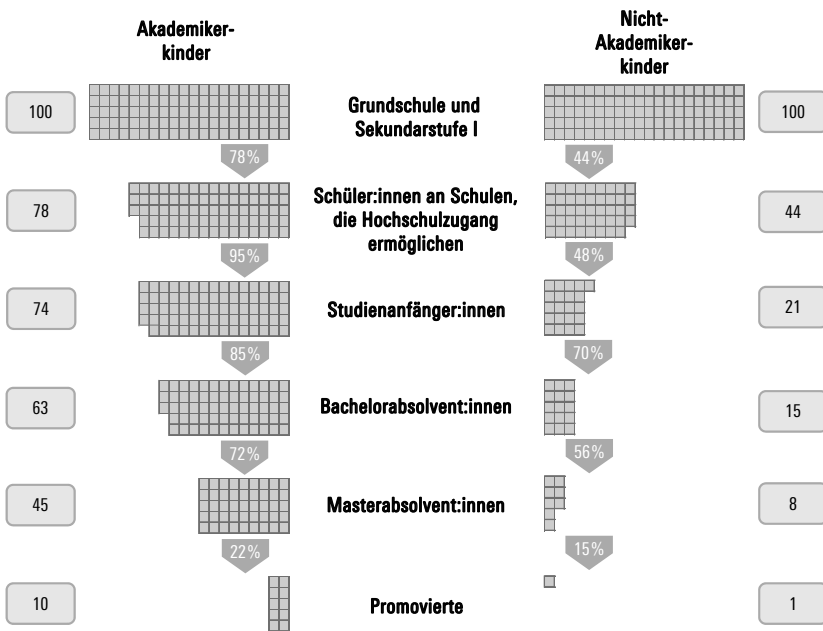 Akademiker-
kinder
Nicht-
Akademiker-
kinder
100
Grundschule und
Sekundarstufe I
100
78%
44%
78
Schüler:innen an Schulen,
die Hochschulzugang
ermöglichen
44
95%
48%
74
Studienanfänger:innen
21
85%
70%
63
Bachelorabsolvent:innen
15
72%
56%
45
Masterabsolvent:innen
8
22%
15%
10
Promovierte
1